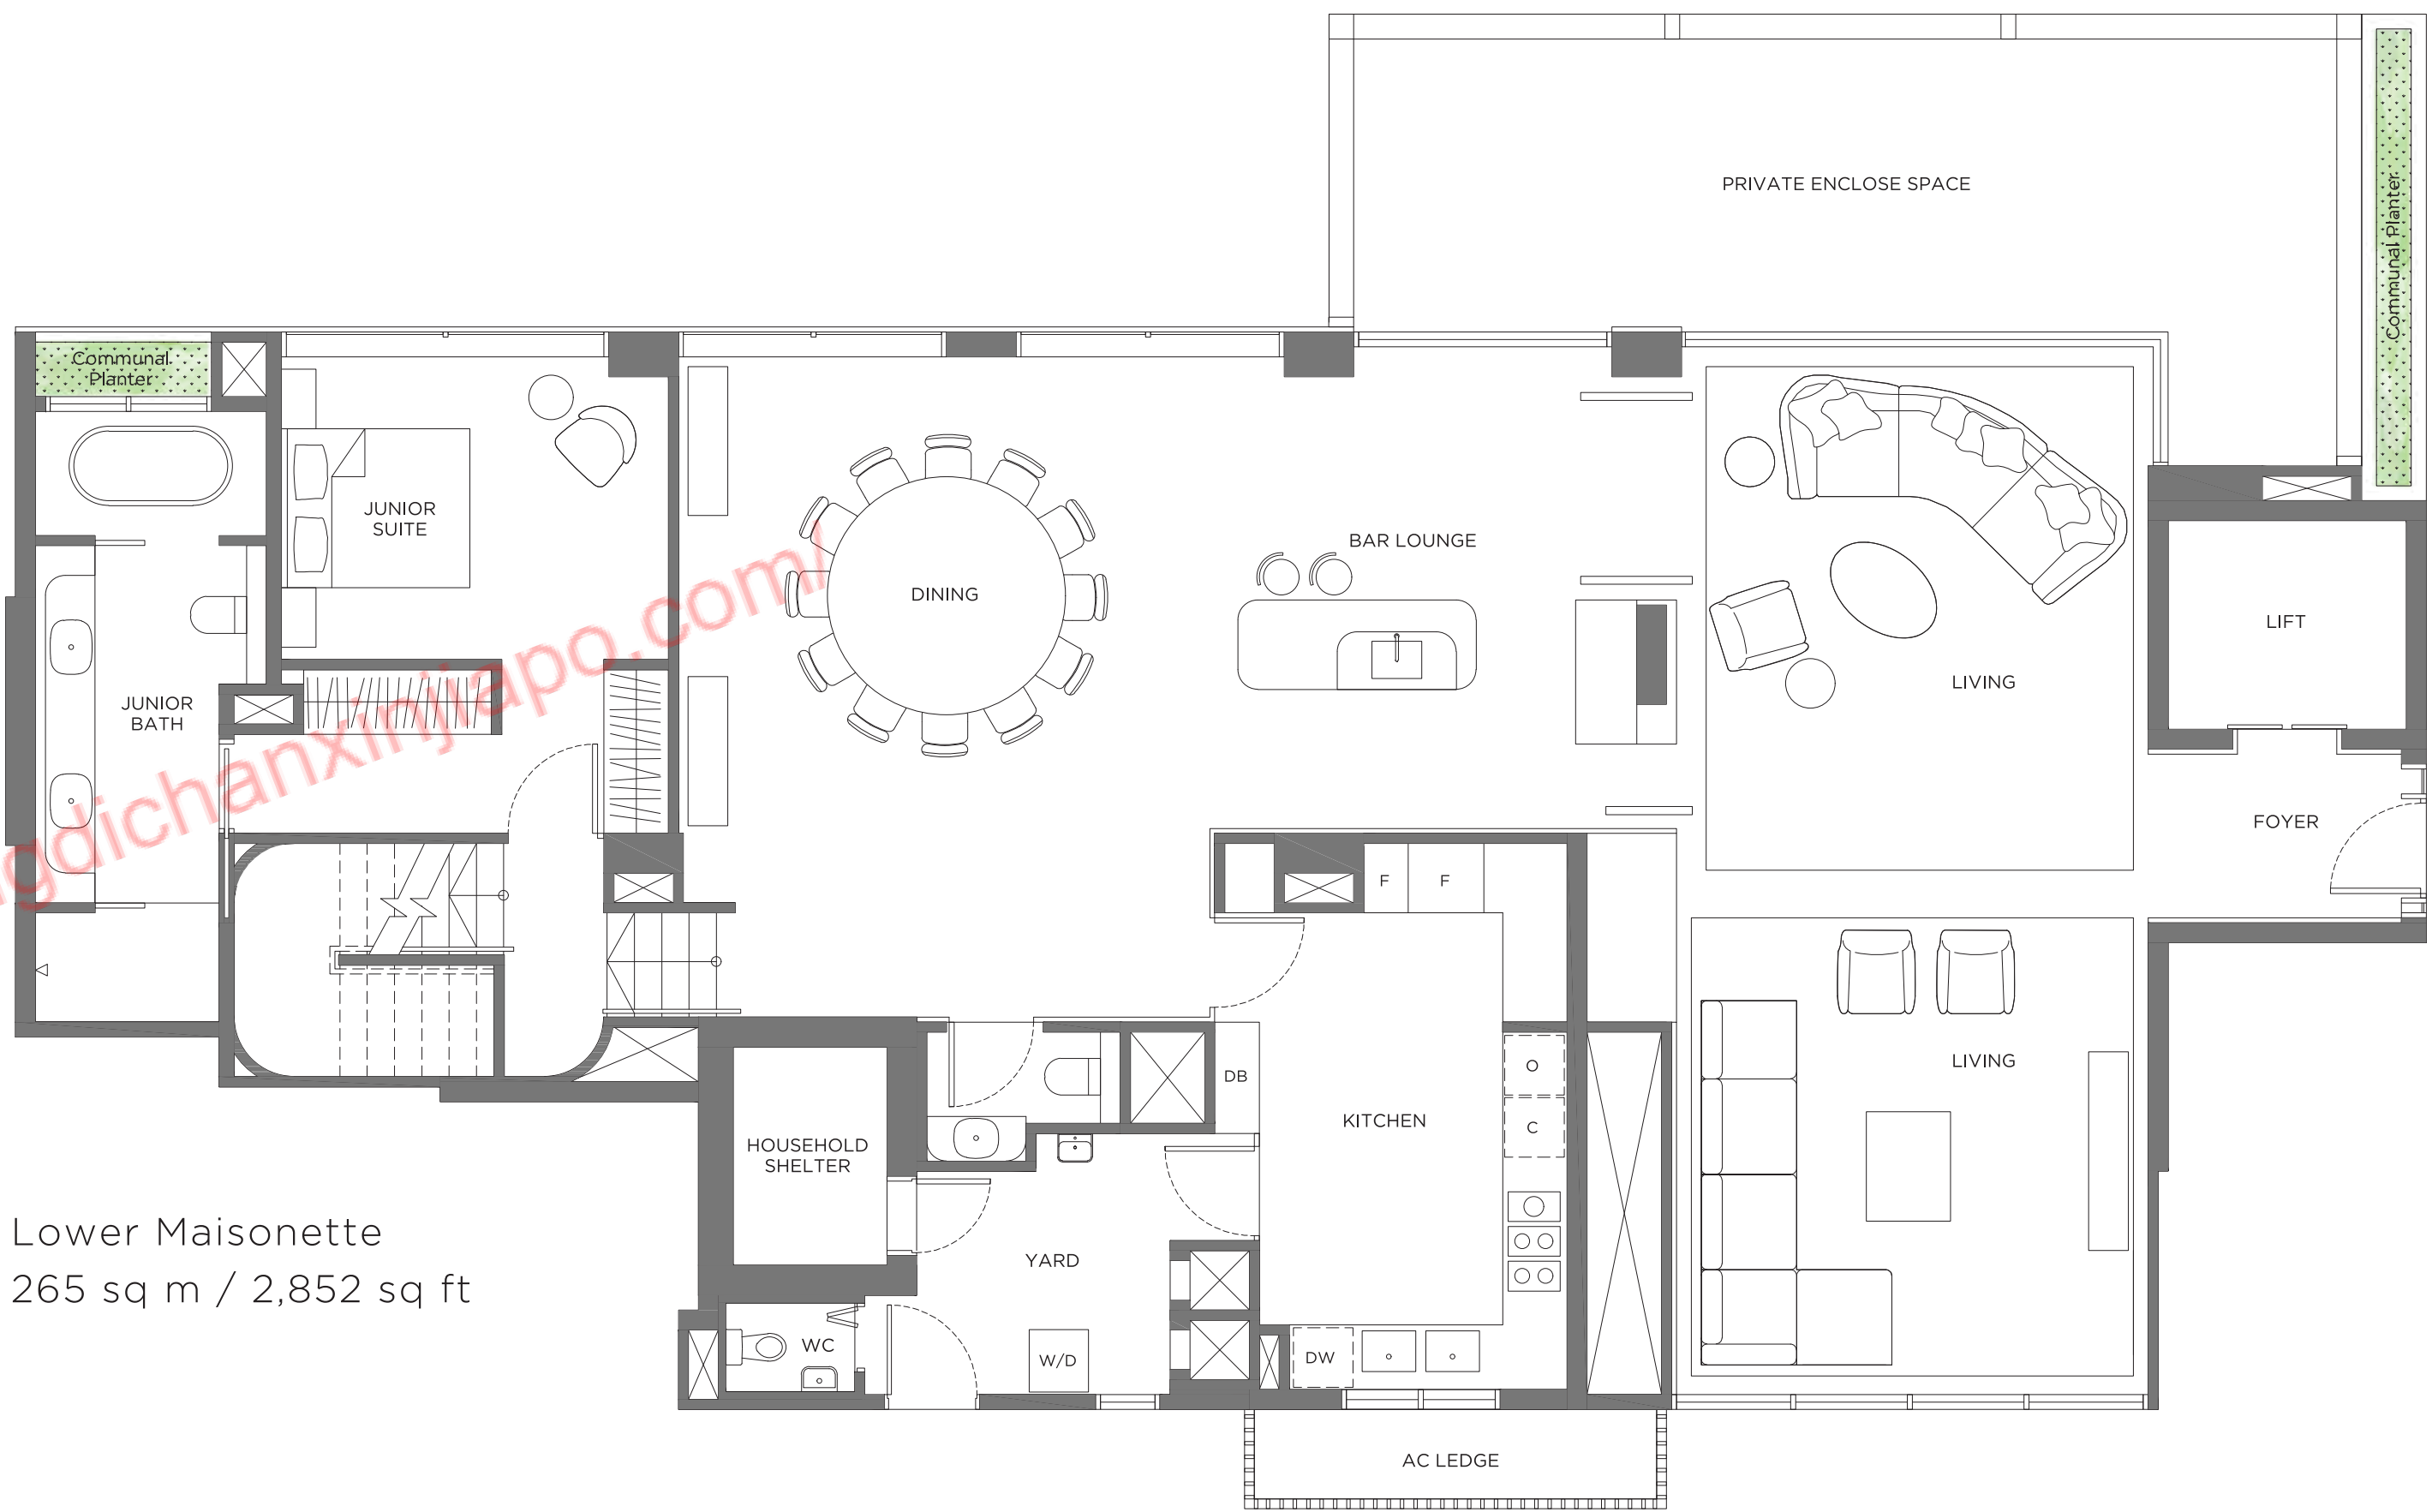 PRIVATE ENCLOSE SPACE
Communal Planter
Communal
Planter
JUNIOR
SUITE
BAR LOUNGE
DINING
LIFT
LIVING
JUNIOR
BATH
FOYER
F
F
LIVING
O
DB
C
KITCHEN
HOUSEHOLD
SHELTER
YARD
WC
W/D
DW
AC LEDGE
Lower Maisonette
265 sq m / 2,852 sq ft
gdichanxinjiapo.com/